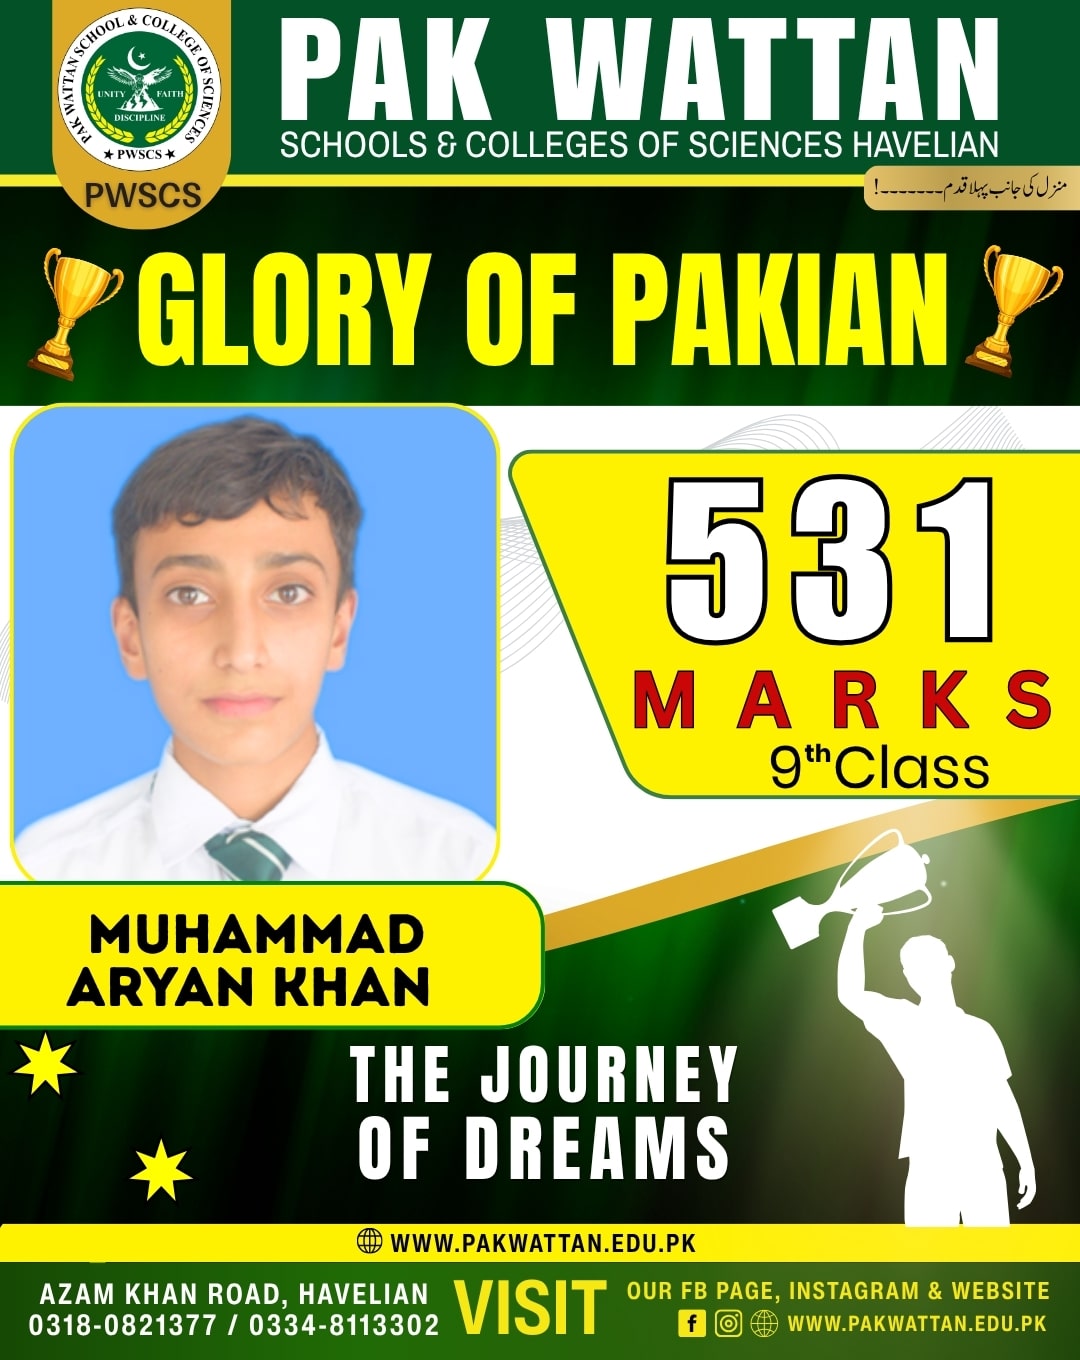 PAK WATTAN SCHOOL & COLLEGE OF SCIENCES
UNITY FAITH
DISCIPLINE
★ PWSCS ★
PWSCS
PAK WATTAN
SCHOOLS & COLLEGES OF SCIENCES HAVELIAN
منزل کی جانب پہلا قدم-------!
GLORY OF PAKIAN
531
MARKS
9th Class
MUHAMMAD
ARYAN KHAN
THE JOURNEY
OF DREAMS
WWW.PAKWATTAN.EDU.PK
AZAM KHAN ROAD, HAVELIAN
0318-0821377 / 0334-8113302
VISIT
OUR FB PAGE, INSTAGRAM & WEBSITE
WWW.PAKWATTAN.EDU.PK